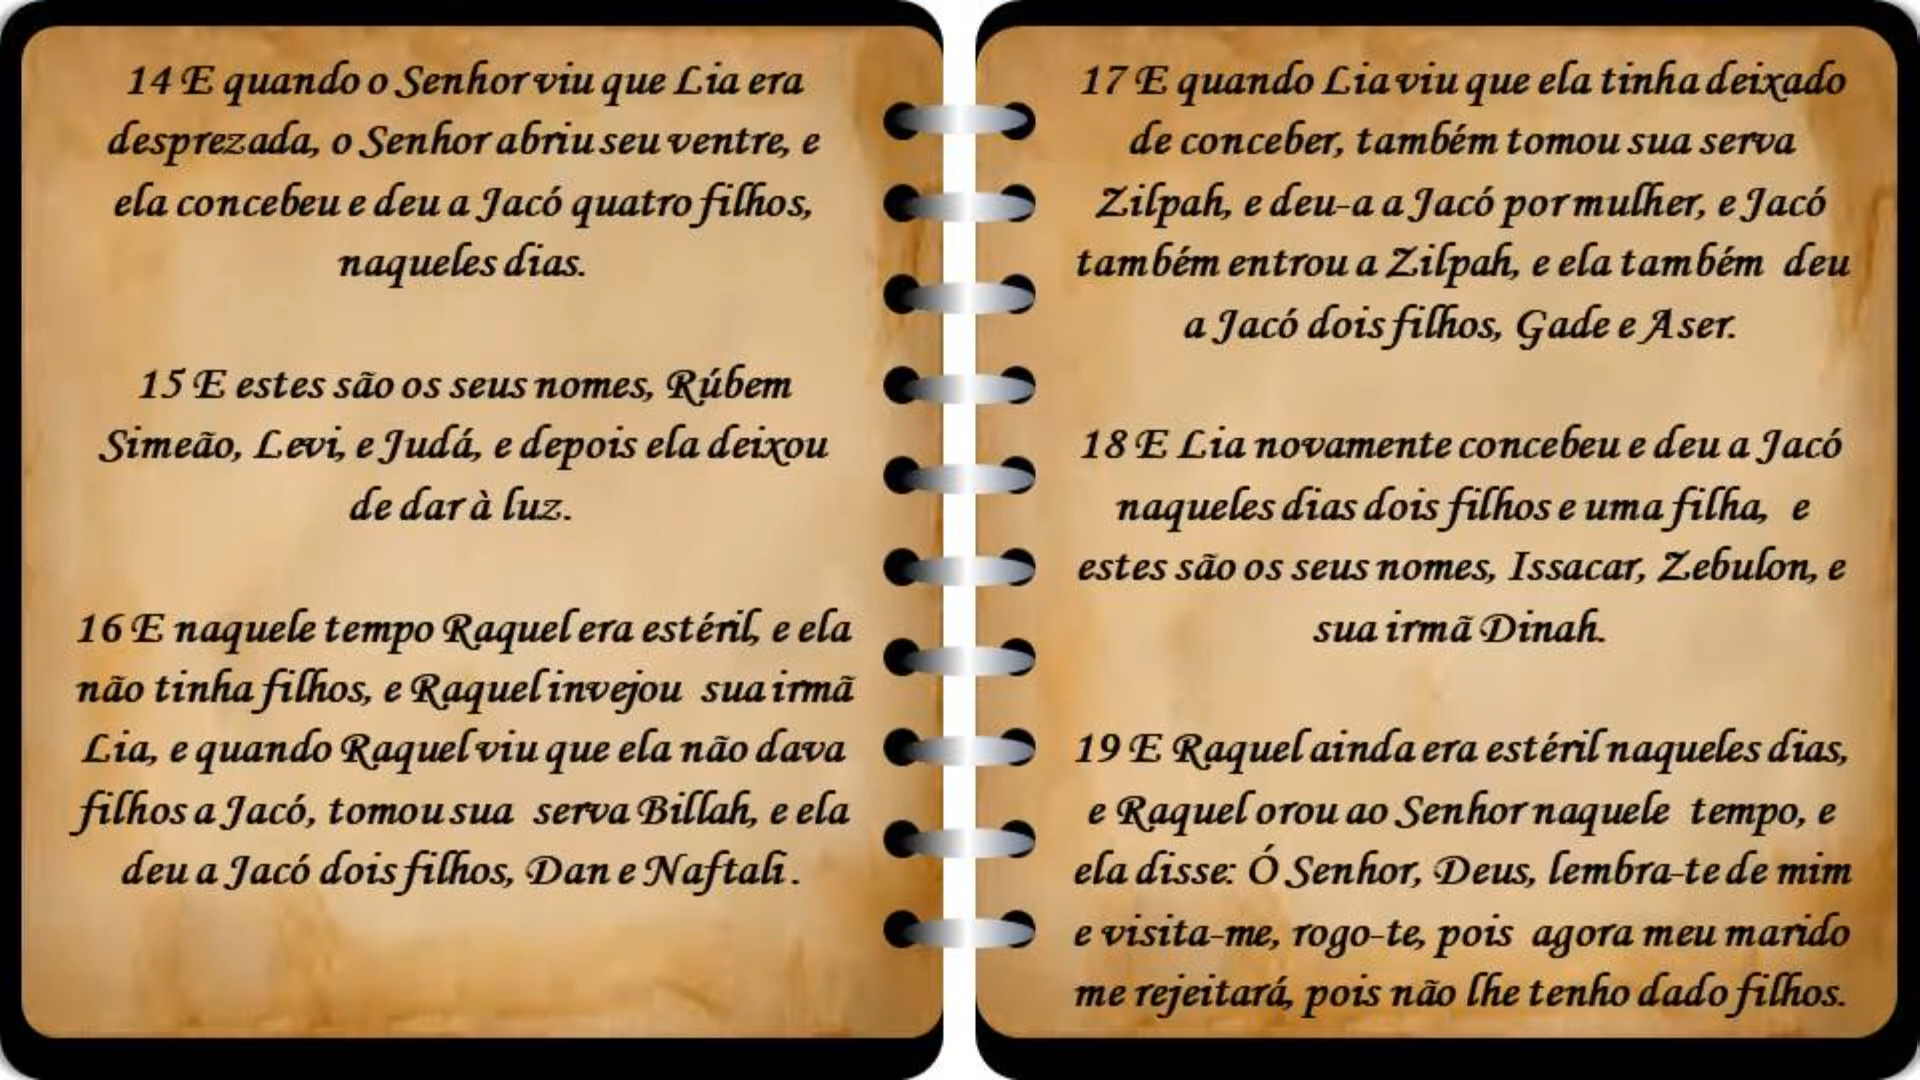 14 E quando o Senhor viu que Lia era
desprezada, o Senhor abriu seu ventre, e
ela concebeu e deu a Jacó quatro filhos,
naqueles dias.
15 E estes são os seus nomes, Rúbem
Simeão, Levi, e Judá, e depois ela deixou
de dar à luz.
16 E naquele tempo Raquel era estéril, e ela
não tinha filhos, e Raquel invejou sua irmã
Lia, e quando Raquel viu que ela não dava
filhos a Jacó, tomou sua serva Billah, e ela
deu a Jacó dois filhos, Dan e Naftali.
17 E quando Lia viu que ela tinha deixado
de conceber, também tomou sua serva
Zilpah, e deu-a a Jacó por mulher, e Jacó
também entrou a Zilpah, e ela também deu
a Jacó dois filhos, Gade e Aser.
18 E Lia novamente concebeu e deu a Jacó
naqueles dias dois filhos e uma filha, e
estes são os seus nomes, Issacar, Zebulon, e
sua irmã Dinah.
19 E Raquel ainda era estéril naqueles dias,
e Raquel orou ao Senhor naquele tempo, e
ela disse: Ó Senhor, Deus, lembra-te de mim
e visita-me, rogo-te, pois agora meu marido
me rejeitará, pois não lhe tenho dado filhos.